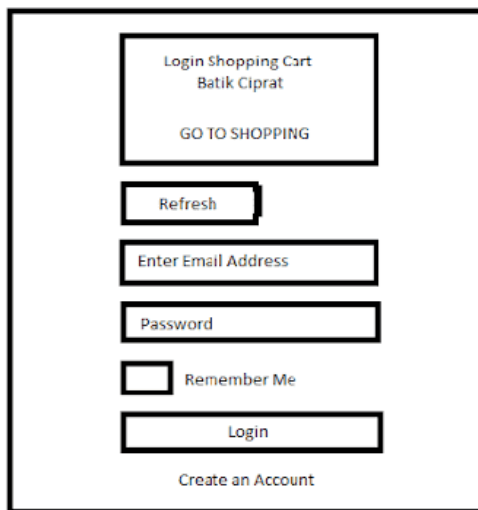 Login Shopping Cart
Batik Ciprat
GO TO SHOPPING
Refresh
Enter Email Address
Password
Remember Me
Login
Create an Account